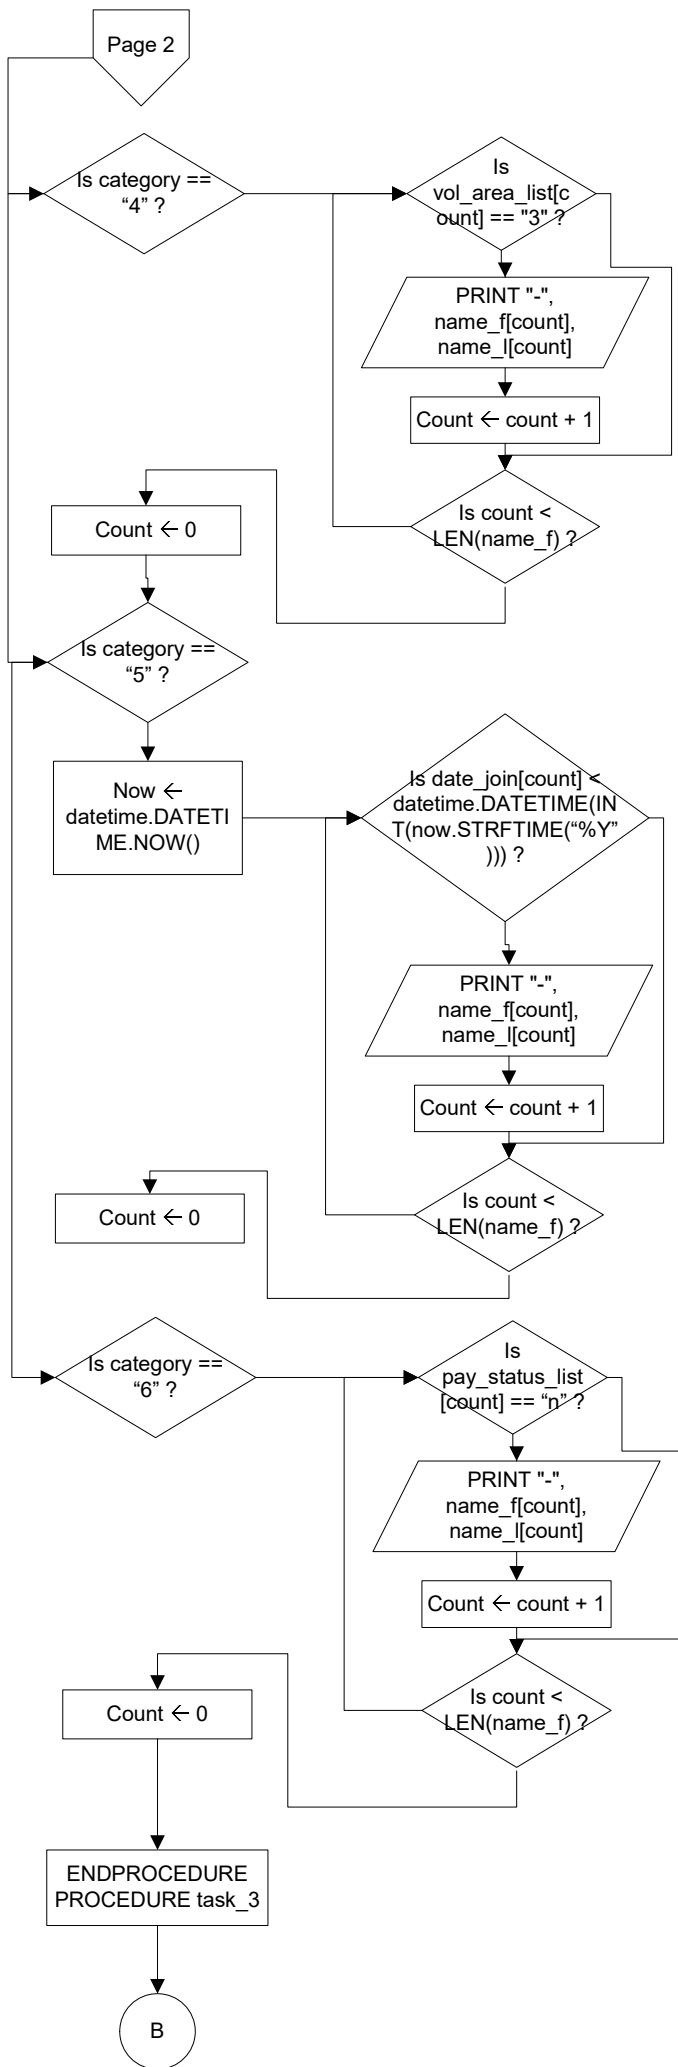 Page 2
Is category ==
“4” ?
Is
vol_area_list[c
ount] == "3" ?
PRINT "-",
name_f[count],
name_l[count]
Count ← count + 1
Is count <
LEN(name_f) ?
Count ← 0
Is category ==
“5” ?
Now ←
datetime.DATETI
ME.NOW()
Is date_join[count] <
datetime.DATETIME(IN
T(now.STRFTIME(“%Y”
))) ?
PRINT "-",
name_f[count],
name_l[count]
Count ← count + 1
Is count <
LEN(name_f) ?
Count ← 0
Is category ==
“6” ?
Is
pay_status_list
[count] == “n” ?
PRINT "-",
name_f[count],
name_l[count]
Count ← count + 1
Is count <
LEN(name_f) ?
Count ← 0
ENDPROCEDURE
PROCEDURE task_3
B